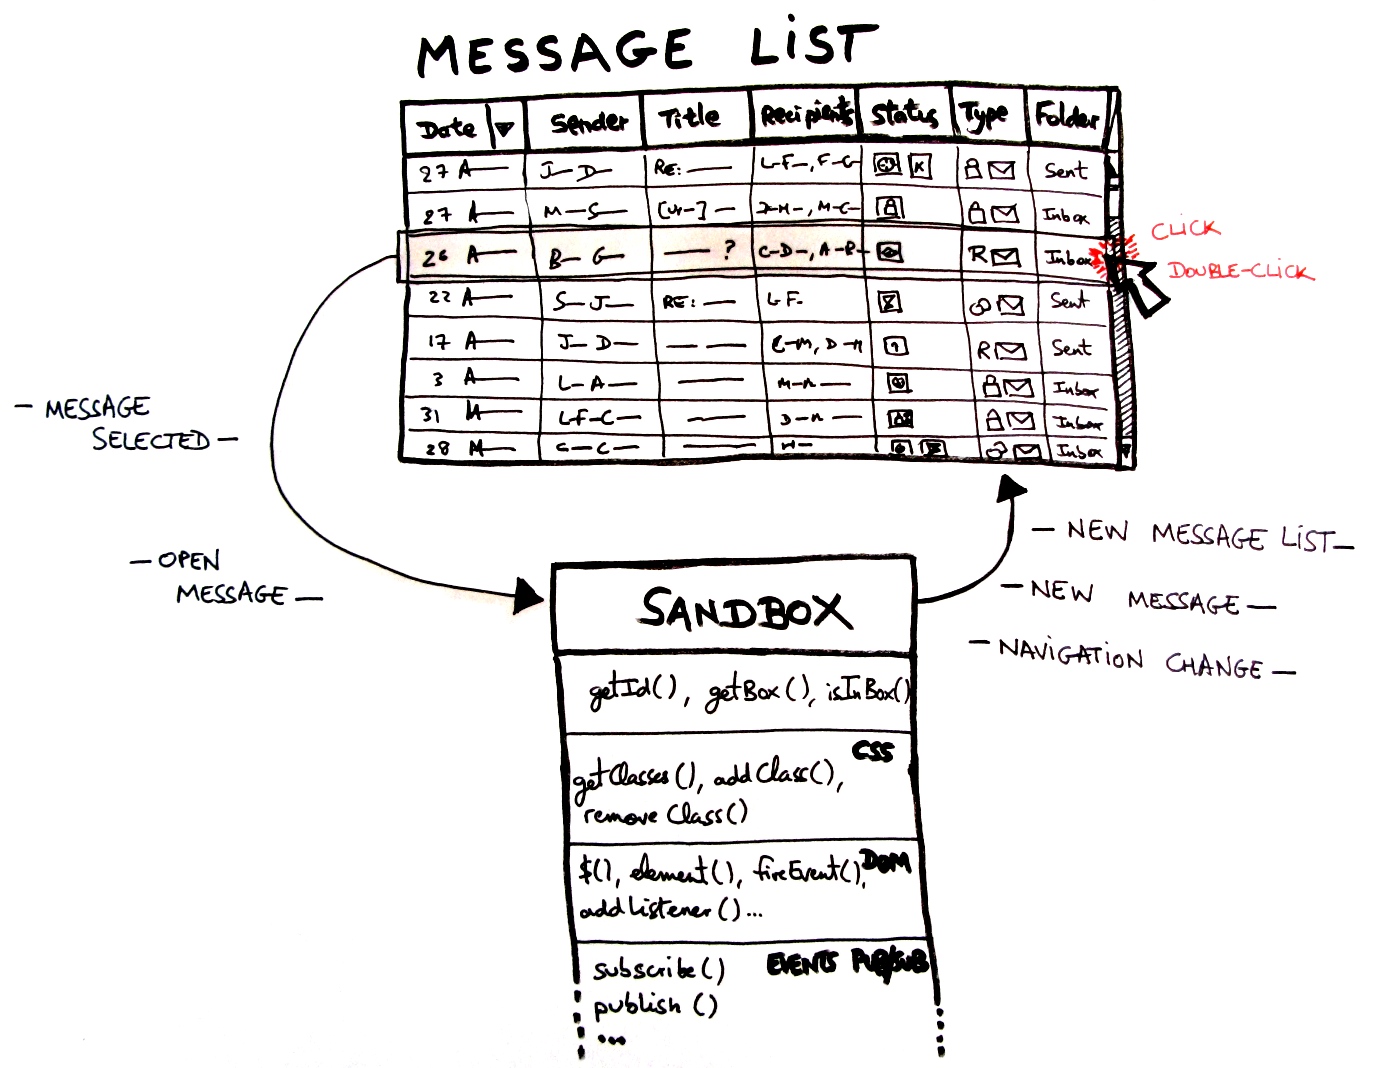 MESSAGE LIST
Date Sender Title Recipients Status Type Folder
27 A J D RE: L-F-, F-G Sent
27 A M-S [Ur-] -M-, M-C- Inbox
26 A B-G ? C-D-, A-R- R Inbox
22 A S-J RE: L-F- Sent
17 A J-D -M, D-M R Sent
3 A L-A M-A Inbox
31 M L-F-C D-M Inbox
28 M C-C M- Inbox
CLICK
DOUBLE-CLICK
- MESSAGE
SELECTED -
- OPEN
MESSAGE -
- NEW MESSAGE LIST -
- NEW MESSAGE -
- NAVIGATION CHANGE -
SANDBOX
getId(), getBox(), isInBox()
CSS
getClasses(), addClass(),
removeClass()
$(), element(), fireEvent(), DOM
addListener()...
subscribe() EVENTS PUB/SUB
publish()
...